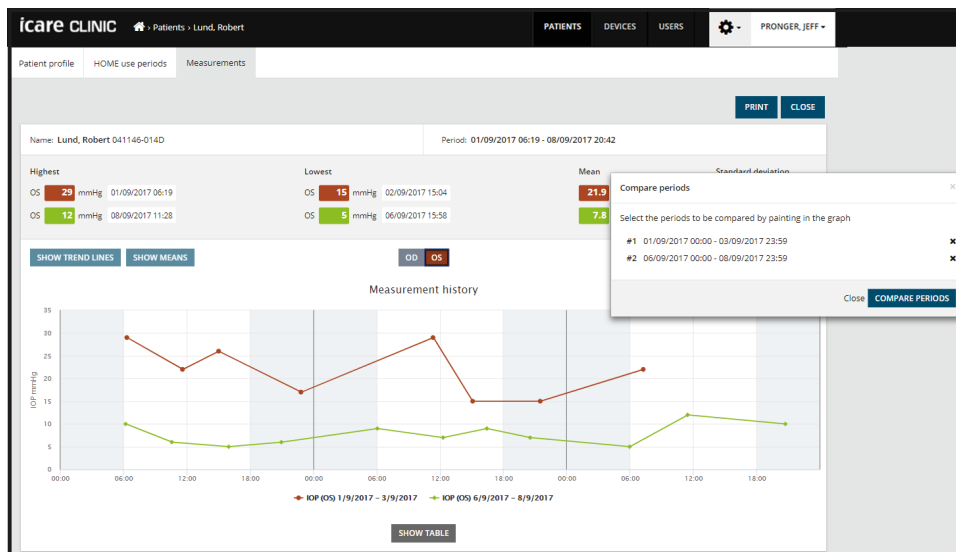 icare CLINIC › Patients › Lund, Robert PATIENTS DEVICES USERS PRONGER, JEFF
Patient profile HOME use periods Measurements
PRINT CLOSE
Name: Lund, Robert 041146-014D Period: 01/09/2017 06:19 - 08/09/2017 20:42
Highest Lowest Mean Standard deviation
OS 29 mmHg 01/09/2017 06:19 OS 15 mmHg 02/09/2017 15:04 21.9
OS 12 mmHg 08/09/2017 11:28 OS 5 mmHg 06/09/2017 15:58 7.8
Compare periods ×
Select the periods to be compared by painting in the graph
#1 01/09/2017 00:00 - 03/09/2017 23:59 ×
#2 06/09/2017 00:00 - 08/09/2017 23:59 ×
Close COMPARE PERIODS
SHOW TREND LINES SHOW MEANS OD OS
Measurement history
IOP mmHg
35
30
25
20
15
10
5
0
00:00 06:00 12:00 18:00 00:00 06:00 12:00 18:00 00:00 06:00 12:00 18:00
IOP (OS) 1/9/2017 – 3/9/2017 IOP (OS) 6/9/2017 – 8/9/2017
SHOW TABLE